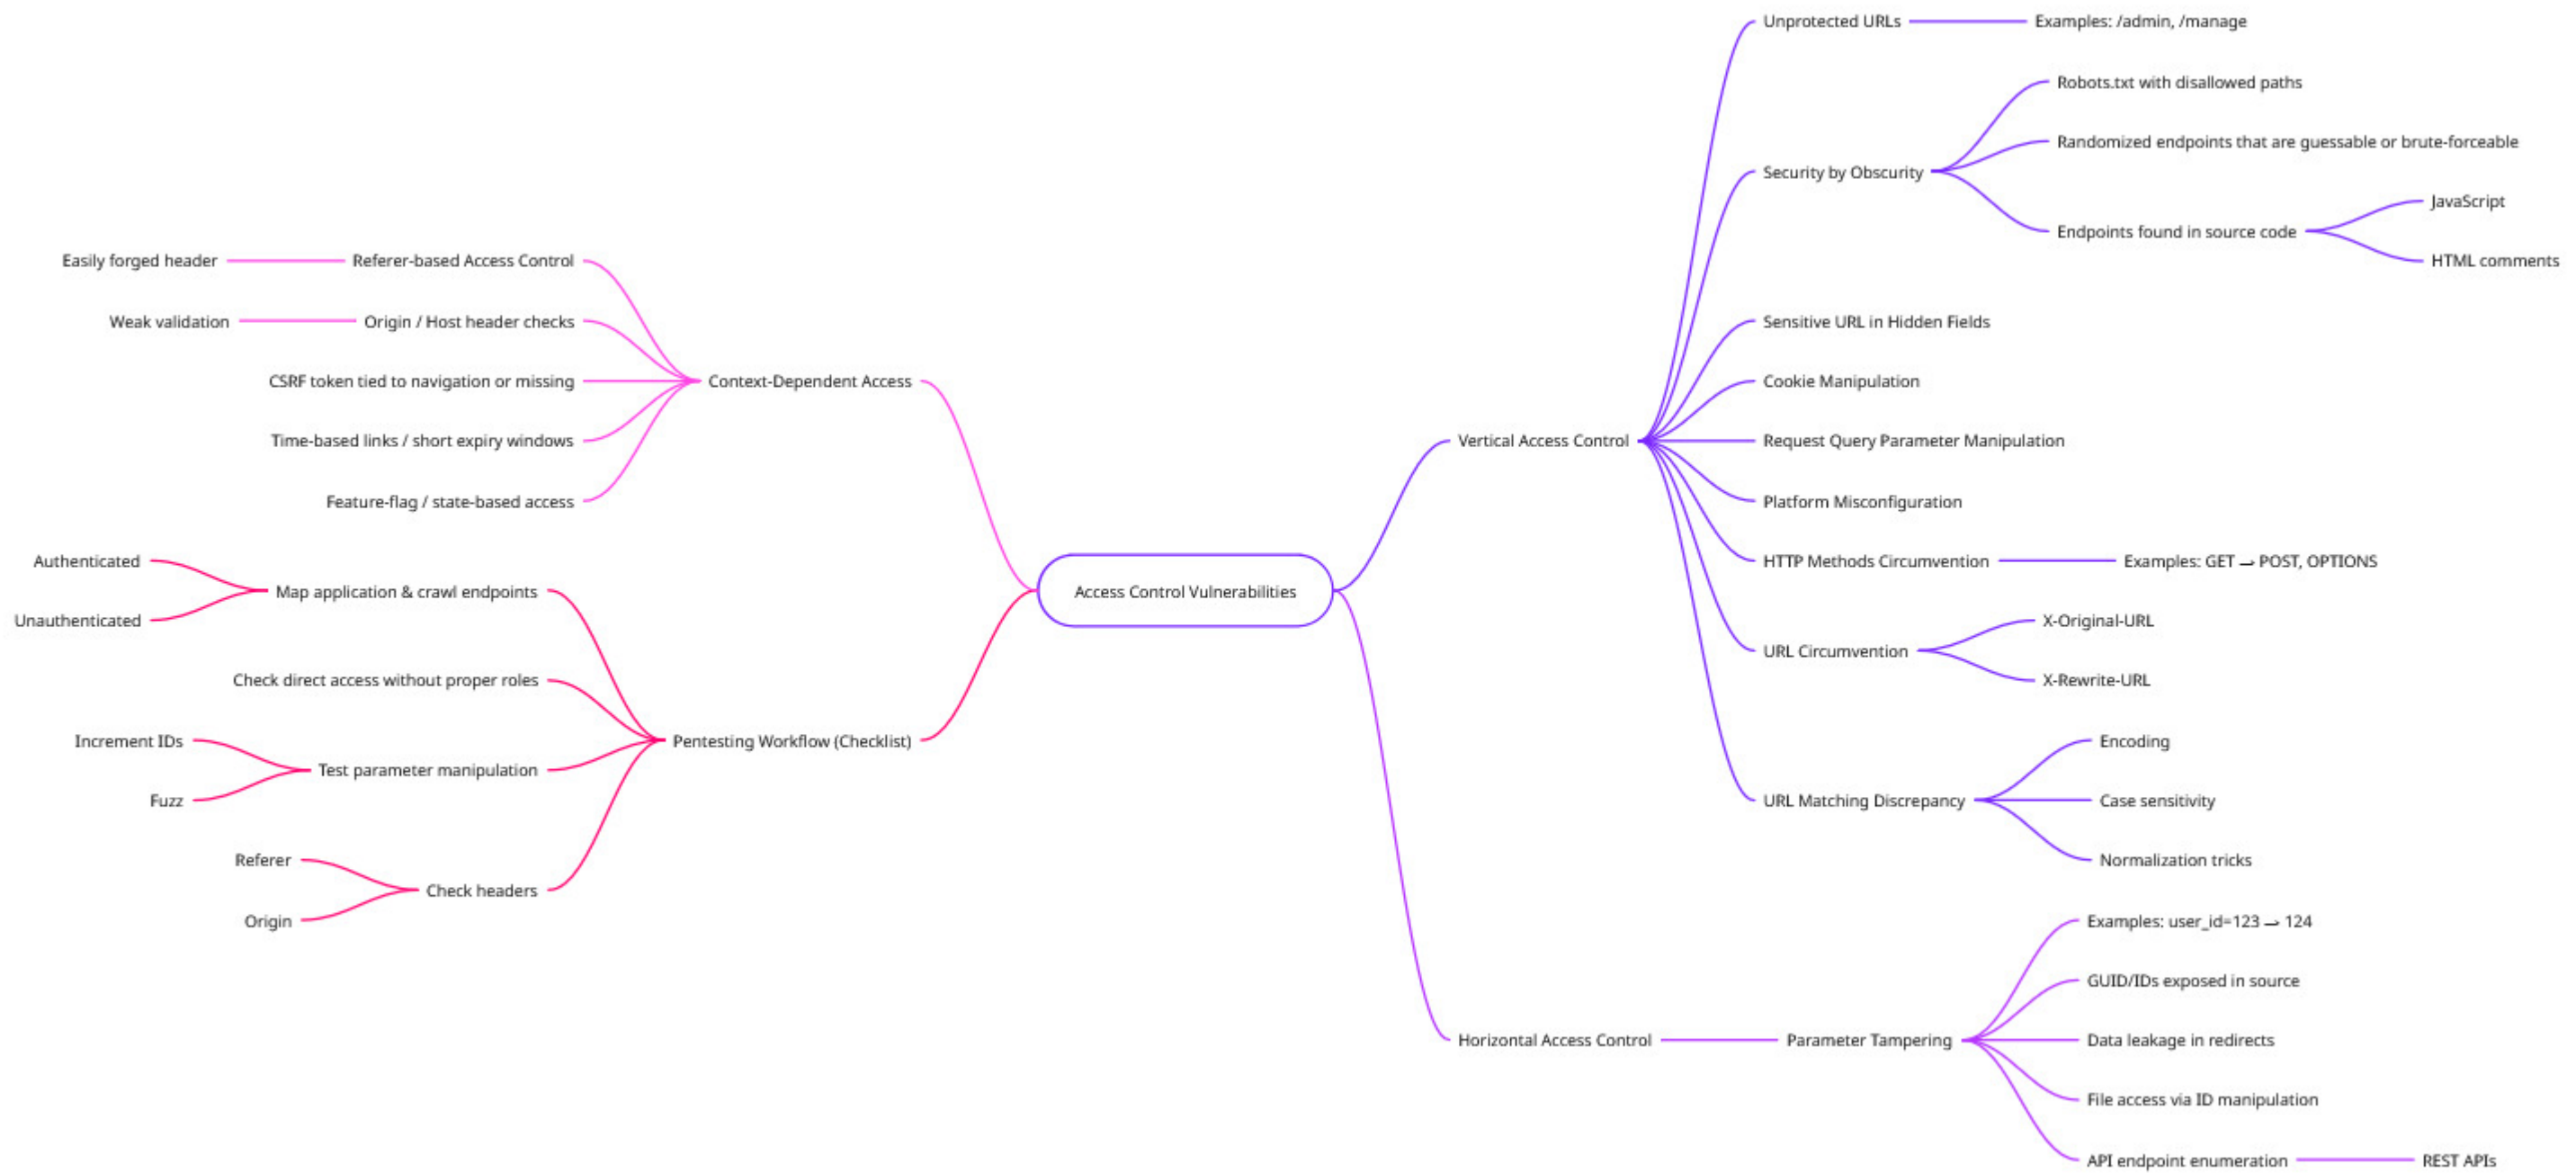 Access Control Vulnerabilities
Vertical Access Control
Unprotected URLs
Examples: /admin, /manage
Security by Obscurity
Robots.txt with disallowed paths
Randomized endpoints that are guessable or brute-forceable
Endpoints found in source code
JavaScript
HTML comments
Sensitive URL in Hidden Fields
Cookie Manipulation
Request Query Parameter Manipulation
Platform Misconfiguration
HTTP Methods Circumvention
Examples: GET ⇀ POST, OPTIONS
URL Circumvention
X-Original-URL
X-Rewrite-URL
URL Matching Discrepancy
Encoding
Case sensitivity
Normalization tricks
Horizontal Access Control
Parameter Tampering
Examples: user_id=123 ⇀ 124
GUID/IDs exposed in source
Data leakage in redirects
File access via ID manipulation
API endpoint enumeration
REST APIs
Context-Dependent Access
Referer-based Access Control
Easily forged header
Origin / Host header checks
Weak validation
CSRF token tied to navigation or missing
Time-based links / short expiry windows
Feature-flag / state-based access
Pentesting Workflow (Checklist)
Map application & crawl endpoints
Authenticated
Unauthenticated
Check direct access without proper roles
Test parameter manipulation
Increment IDs
Fuzz
Check headers
Referer
Origin